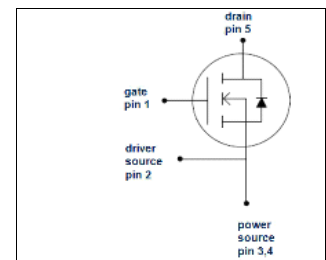 drain
pin 5
gate
pin 1
driver
source
pin 2
power
source
pin 3,4